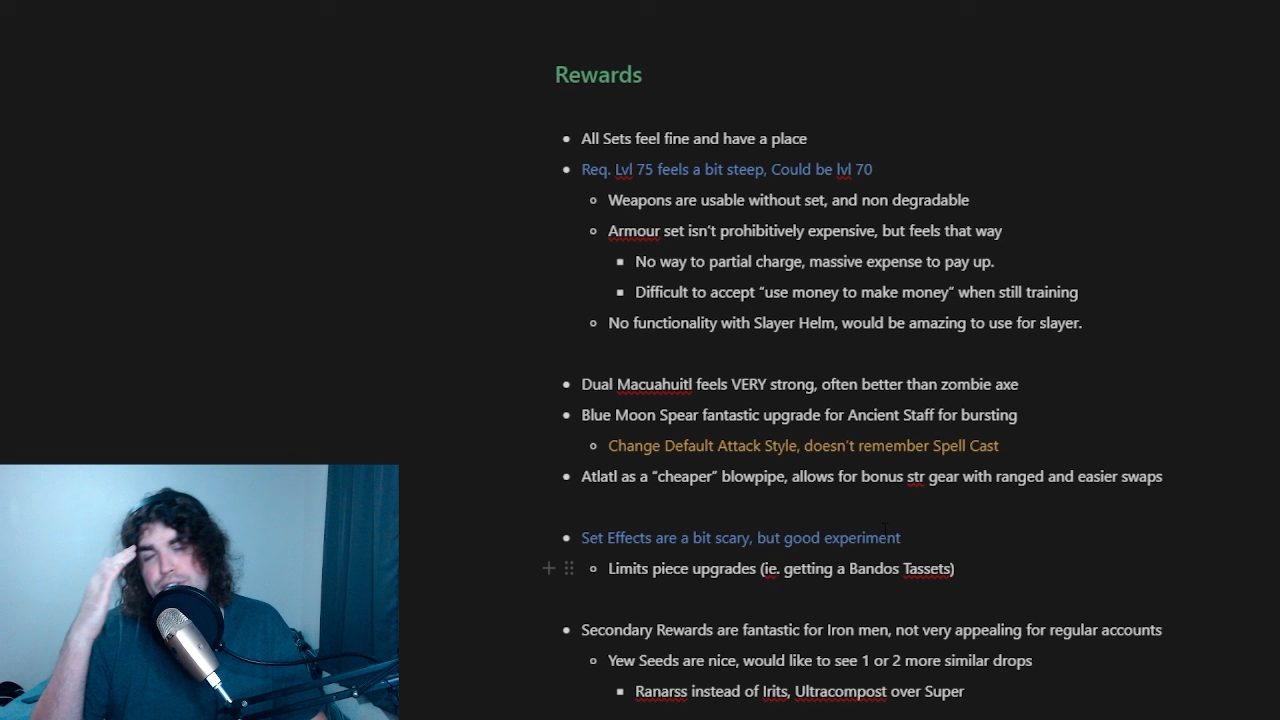 Rewards
All Sets feel fine and have a place
Req. Lvl 75 feels a bit steep, Could be lvl 70
Weapons are usable without set, and non degradable
Armour set isn't prohibitively expensive, but feels that way
No way to partial charge, massive expense to pay up.
Difficult to accept “use money to make money” when still training
No functionality with Slayer Helm, would be amazing to use for slayer.
Dual Macuahuitl feels VERY strong, often better than zombie axe
Blue Moon Spear fantastic upgrade for Ancient Staff for bursting
Change Default Attack Style, doesn't remember Spell Cast
Atlatl as a “cheaper” blowpipe, allows for bonus str gear with ranged and easier swaps
Set Effects are a bit scary, but good experiment
Limits piece upgrades (ie. getting a Bandos Tassets)
Secondary Rewards are fantastic for Iron men, not very appealing for regular accounts
Yew Seeds are nice, would like to see 1 or 2 more similar drops
Ranarss instead of Irits, Ultracompost over Super